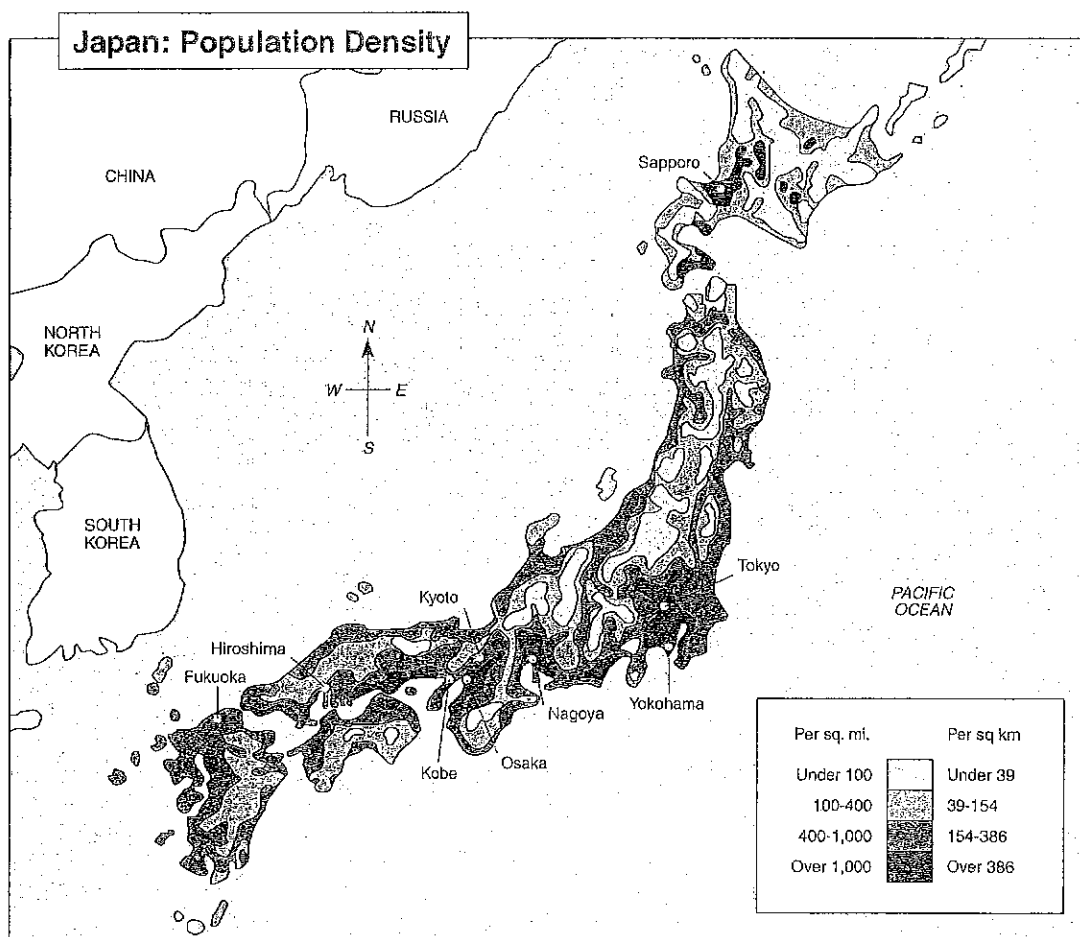 Japan: Population Density
RUSSIA
CHINA
Sapporo
NORTH
KOREA
N
W
E
S
SOUTH
KOREA
Tokyo
PACIFIC
OCEAN
Kyoto
Hiroshima
Fukuoka
Nagoya
Yokohama
Osaka
Kobe
Per sq. mi.
Per sq km
Under 100
Under 39
100-400
39-154
400-1,000
154-386
Over 1,000
Over 386